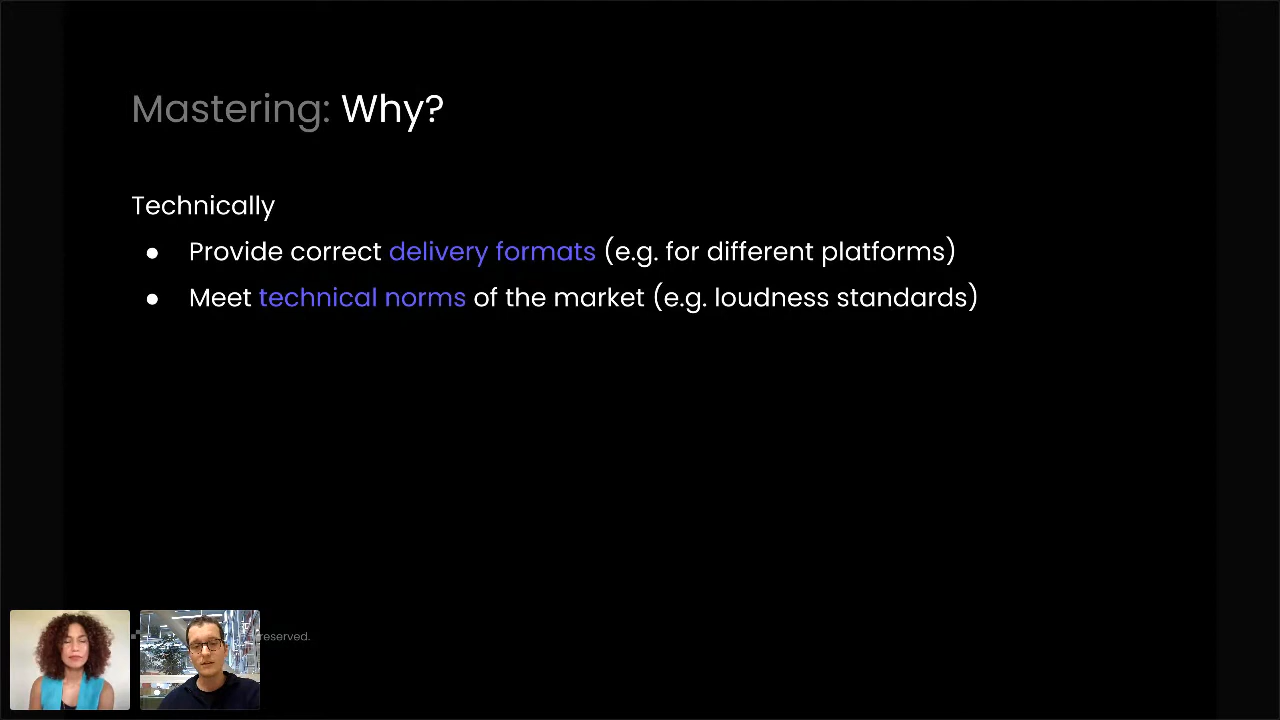 Mastering: Why?
Technically
● Provide correct delivery formats (e.g. for different platforms)
● Meet technical norms of the market (e.g. loudness standards)
reserved.